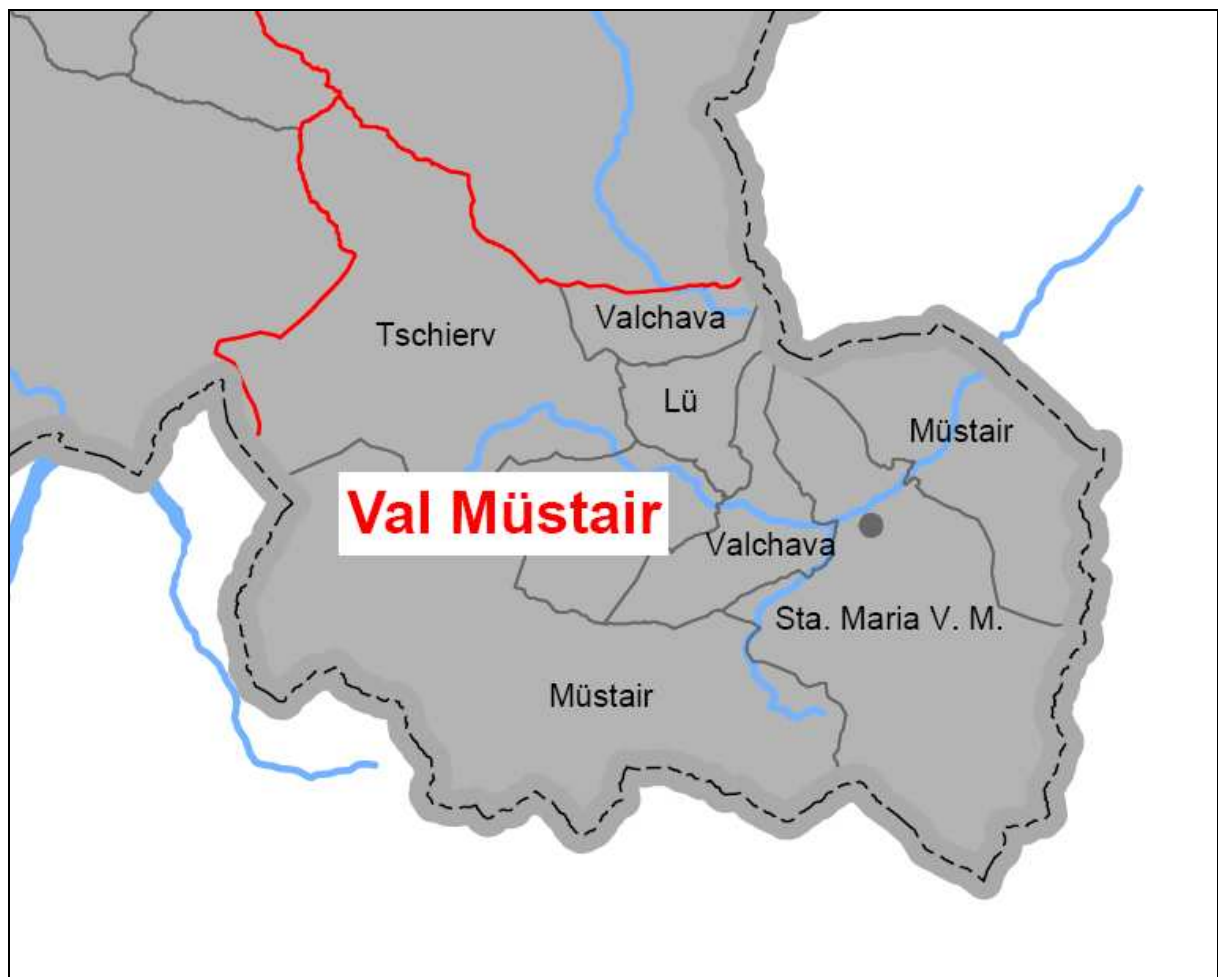 Valchava
Tschierv
Lü
Müstair
Val Müstair
Valchava
Sta. Maria V. M.
Müstair